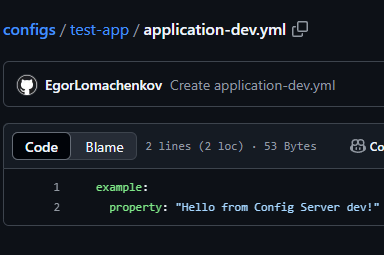 configs / test-app / application-dev.yml
EgorLomachenkov Create application-dev.yml
Code Blame 2 lines (2 loc) · 53 Bytes Co
1 example:
2 property: "Hello from Config Server dev!"